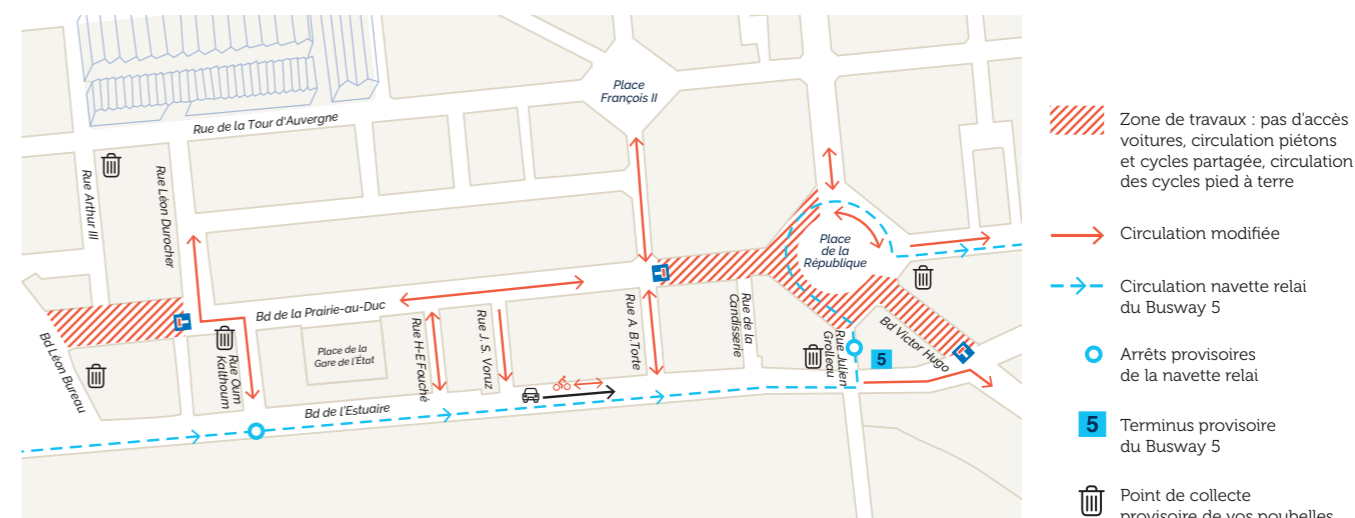 Place
François II
Rue de la Tour d'Auvergne
Rue Arthur III
Rue Léon Durocher
Place
de la
République
Bd de la Prairie-au-Duc
Rue A. B.Torte
Rue de la
Candisserie
Rue Julien
Grolleau
Bd Victor Hugo
5
Bd Léon Bureau
Rue Oum
Kalthoum
Place de la
Gare de l'État
Rue H-E Fouché
Rue J. S. Voruz
Bd de l'Estuaire
Zone de travaux : pas d'accès
voitures, circulation piétons
et cycles partagée, circulation
des cycles pied à terre
Circulation modifiée
Circulation navette relai
du Busway 5
Arrêts provisoires
de la navette relai
5
Terminus provisoire
du Busway 5
Point de collecte
provisoire de vos poubelles